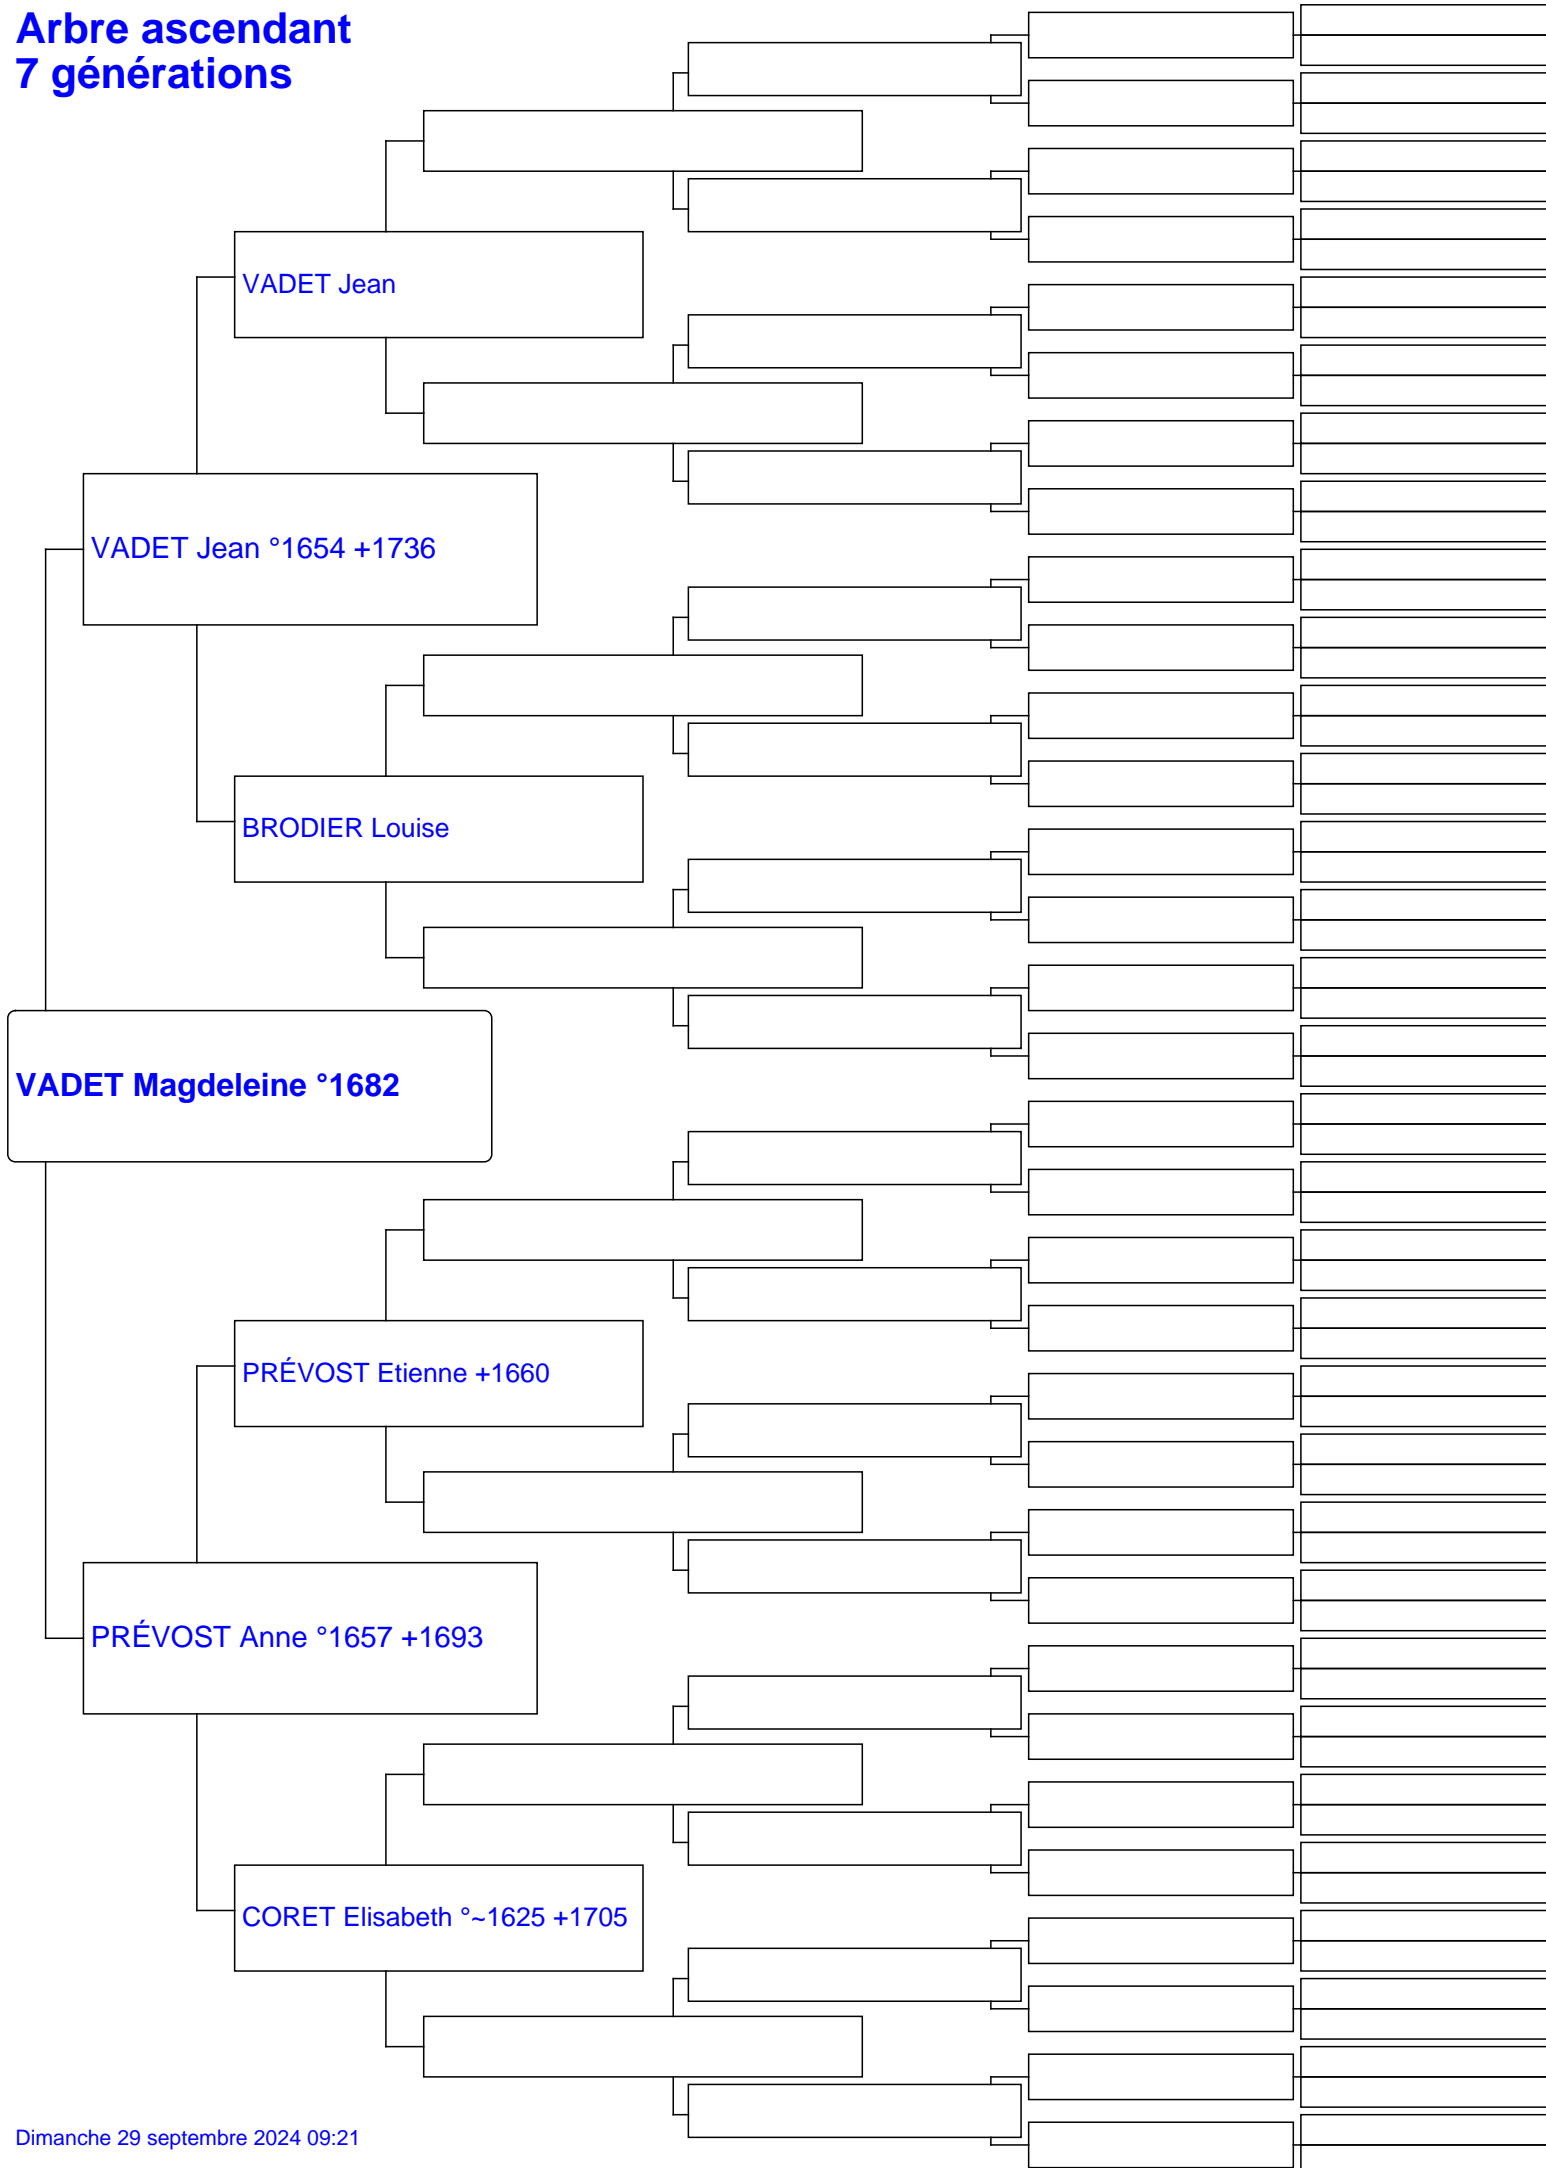 Arbre ascendant
7 générations
VADET Jean
VADET Jean °1654 +1736
BRODIER Louise
VADET Magdeleine °1682
PRÉVOST Etienne +1660
PRÉVOST Anne °1657 +1693
CORET Elisabeth °~1625 +1705
Dimanche 29 septembre 2024 09:21